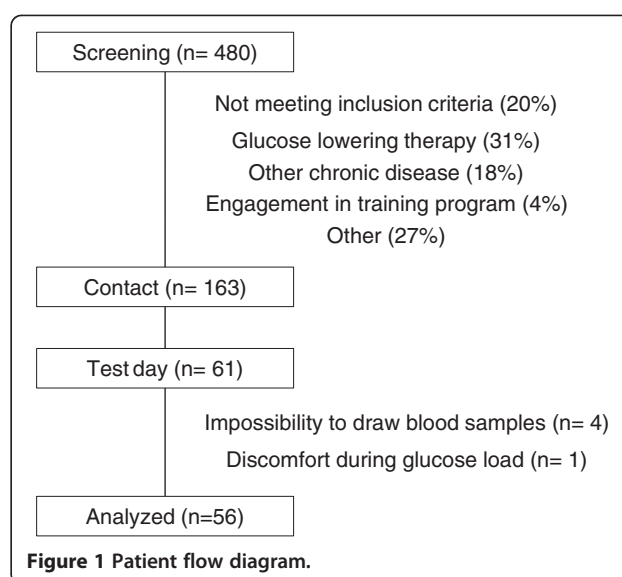 Screening (n= 480)
Not meeting inclusion criteria (20%)
Glucose lowering therapy (31%)
Other chronic disease (18%)
Engagement in training program (4%)
Other (27%)
Contact (n= 163)
Test day (n= 61)
Impossibility to draw blood samples (n= 4)
Discomfort during glucose load (n= 1)
Analyzed (n=56)
Figure 1 Patient flow diagram.